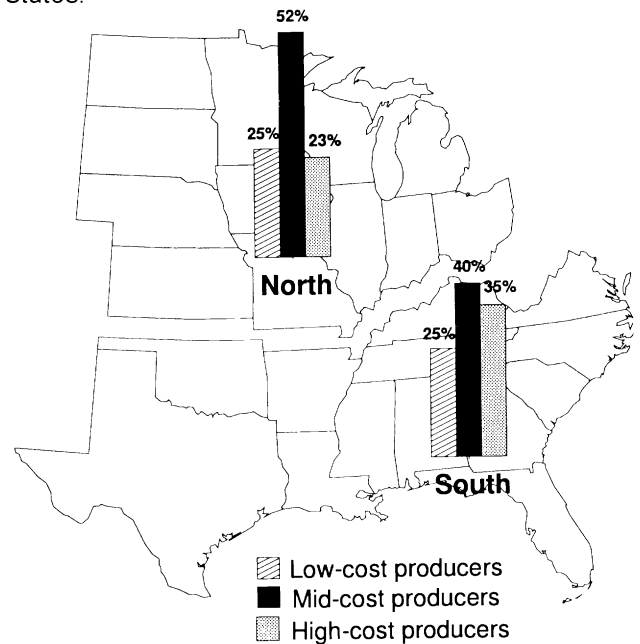 States.
52%
25%
23%
North
40%
35%
25%
South
Low-cost producers
Mid-cost producers
High-cost producers